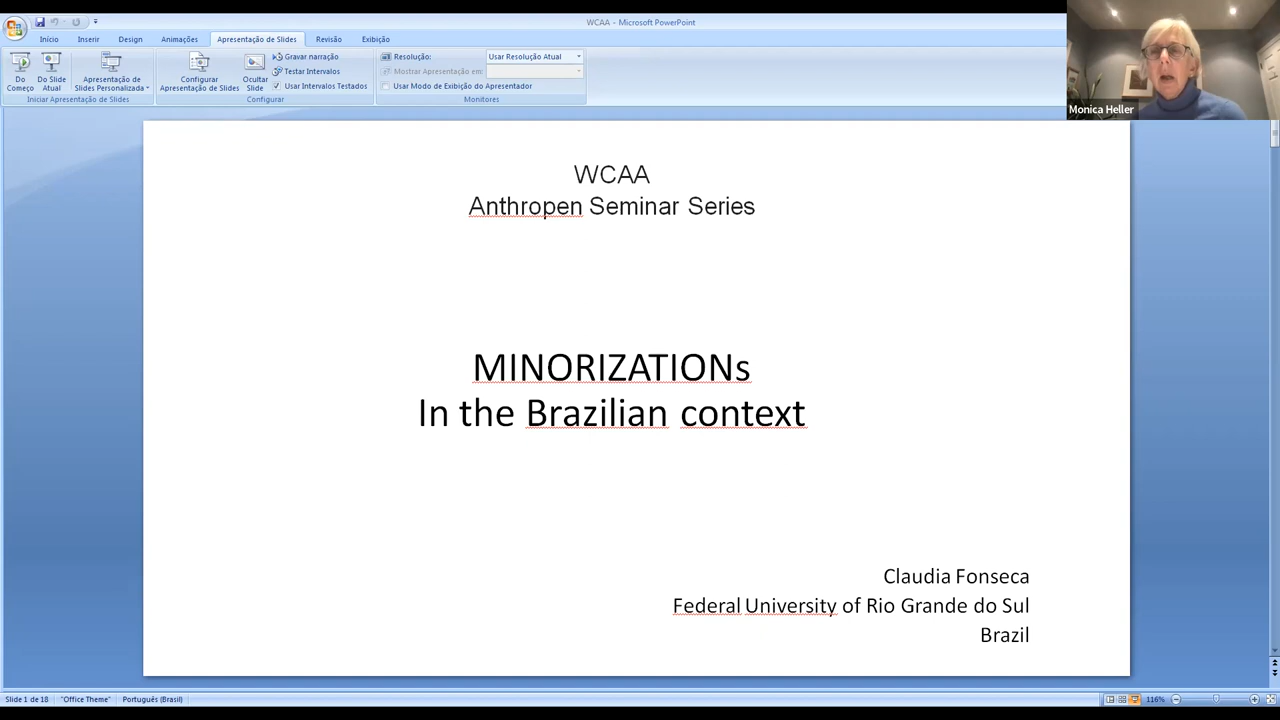 WCAA - Microsoft PowerPoint
Início Inserir Design Animações Apresentação de Slides Revisão Exibição
Do Começo
Do Slide Atual
Apresentação de Slides Personalizada
Iniciar Apresentação de Slides
Configurar Apresentação de Slides
Ocultar Slide
Gravar narração
Testar Intervalos
Usar Intervalos Testados
Configurar
Resolução: Usar Resolução Atual
Mostrar Apresentação em:
Usar Modo de Exibição do Apresentador
Monitores
Monica Heller
WCAA
Anthropen Seminar Series
MINORIZATIONs
In the Brazilian context
Claudia Fonseca
Federal University of Rio Grande do Sul
Brazil
Slide 1 de 18 "Office Theme" Português (Brasil) 116%